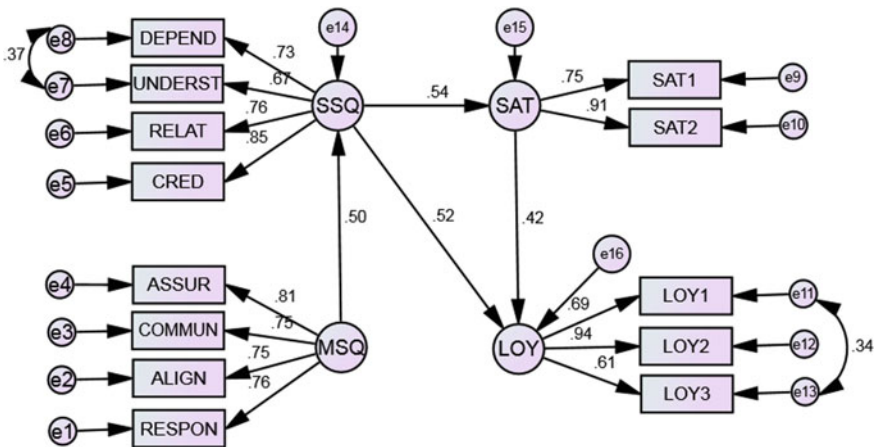 e14
e15
e8
DEPEND
.37
.73
e7
UNDERST
.67
SSQ
.54
SAT
.75
SAT1
e9
e6
RELAT
.76
.91
SAT2
e10
e5
CRED
.85
.50
.52
.42
e16
e4
ASSUR
.81
.69
LOY1
e11
e3
COMMUN
.75
MSQ
LOY
.94
LOY2
e12
.34
e2
ALIGN
.75
.61
LOY3
e13
.76
e1
RESPON